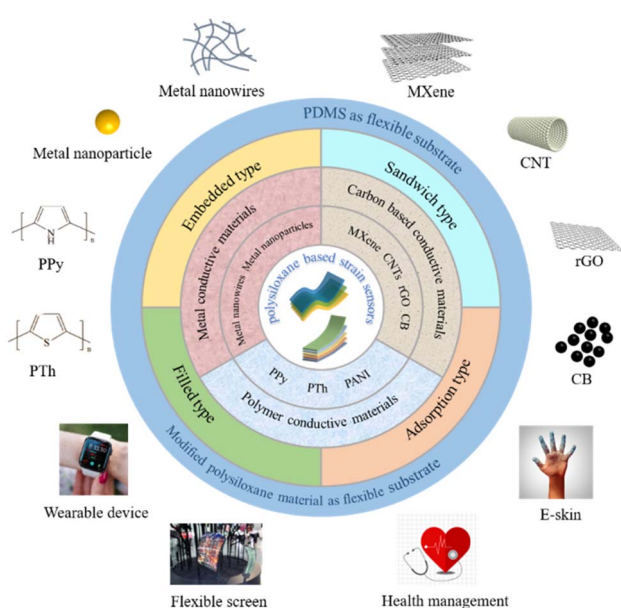 Metal nanowires
MXene
Metal nanoparticle
CNT
PPy
rGO
PTh
CB
Wearable device
E-skin
Flexible screen
Health management
PDMS as flexible substrate
Modified polysiloxane material as flexible substrate
Embedded type
Sandwich type
Filled type
Adsorption type
Metal conductive materials
Carbon based conductive materials
Polymer conductive materials
Metal nanowires Metal nanoparticles
MXene CNTs rGO CB
PPy PTh PANI
polysiloxane based strain sensors
N
H
n
S
n